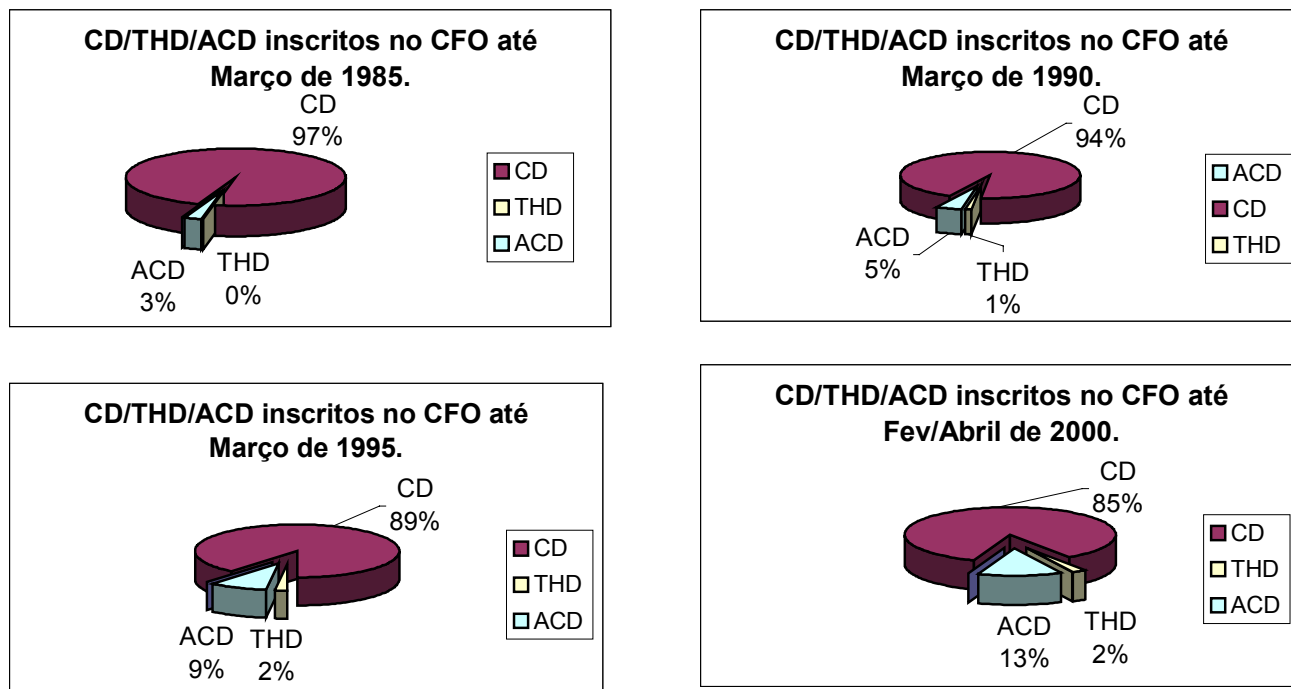 CD/THD/ACD inscritos no CFO até
Março de 1985.
CD
97%
ACD
3%
THD
0%
CD
THD
ACD
CD/THD/ACD inscritos no CFO até
Março de 1990.
CD
94%
ACD
5%
THD
1%
ACD
CD
THD
CD/THD/ACD inscritos no CFO até
Março de 1995.
CD
89%
ACD
9%
THD
2%
CD
THD
ACD
CD/THD/ACD inscritos no CFO até
Fev/Abril de 2000.
CD
85%
ACD
13%
THD
2%
CD
THD
ACD